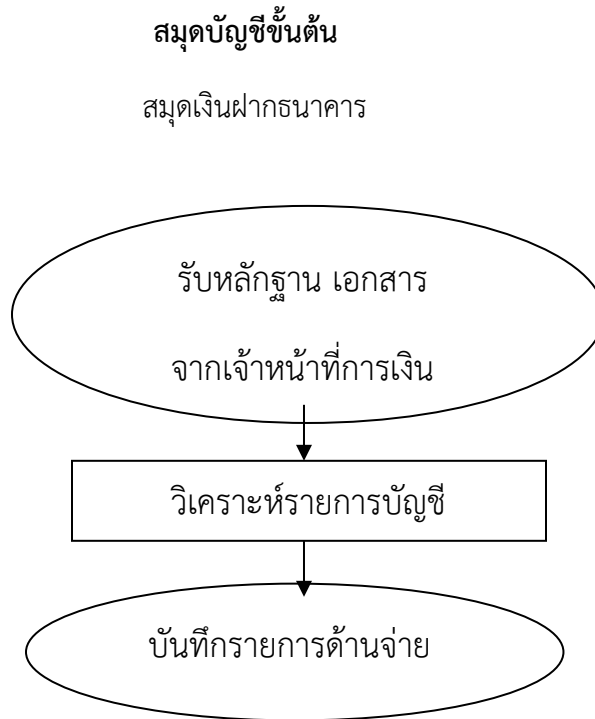 สมุดบัญชีขั้นต้น
สมุดเงินฝากธนาคาร
รับหลักฐาน เอกสาร
จากเจ้าหน้าที่การเงิน
วิเคราะห์รายการบัญชี
บันทึกรายการด้านจ่าย